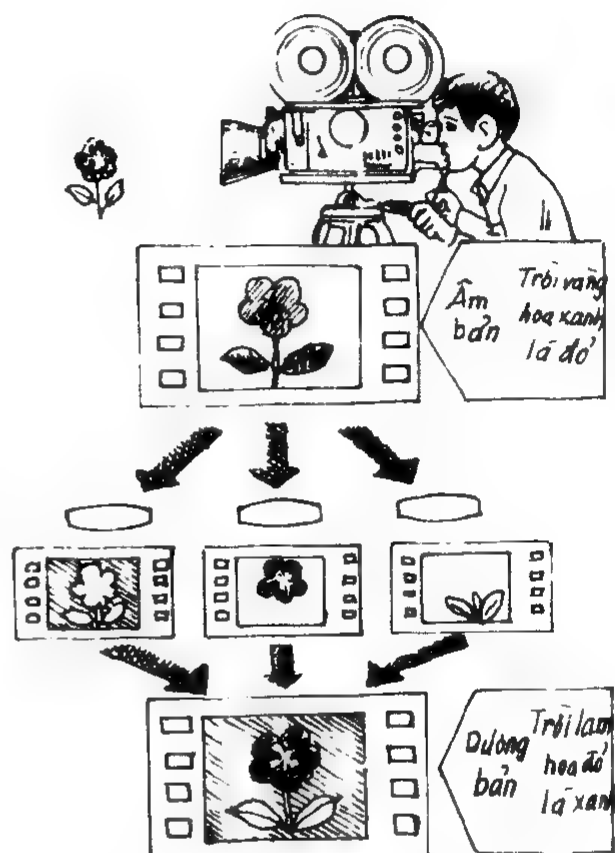 Âm bản
Trời vàng
hoa xanh
lá đỏ
Dương bản
Trời lam
hoa đỏ
lá xanh